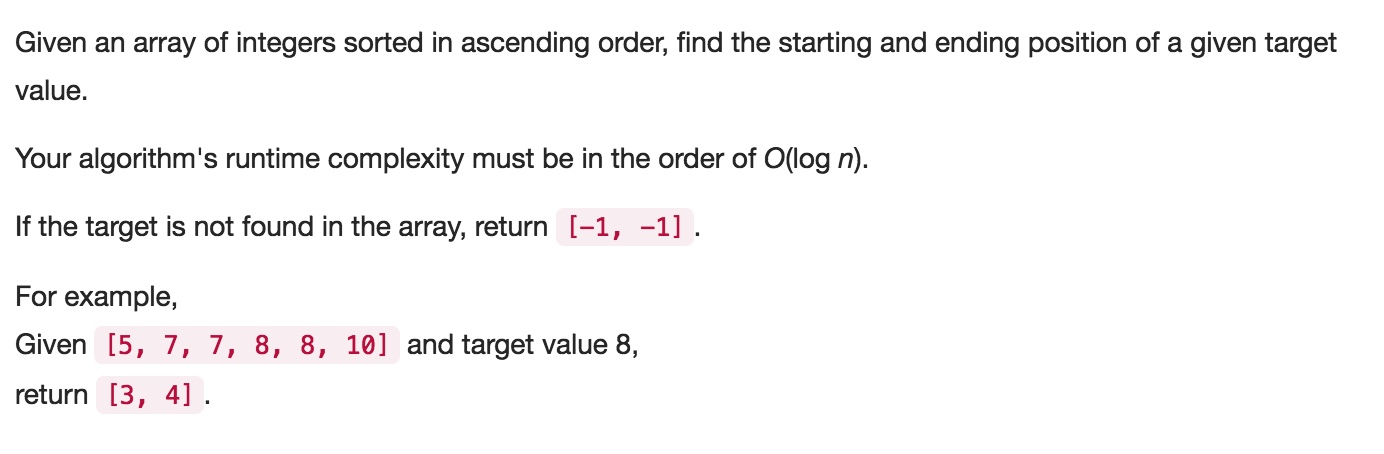 Given an array of integers sorted in ascending order, find the starting and ending position of a given target
value.
Your algorithm's runtime complexity must be in the order of O(log n).
If the target is not found in the array, return [-1, -1].
For example,
Given [5, 7, 7, 8, 8, 10] and target value 8,
return [3, 4].